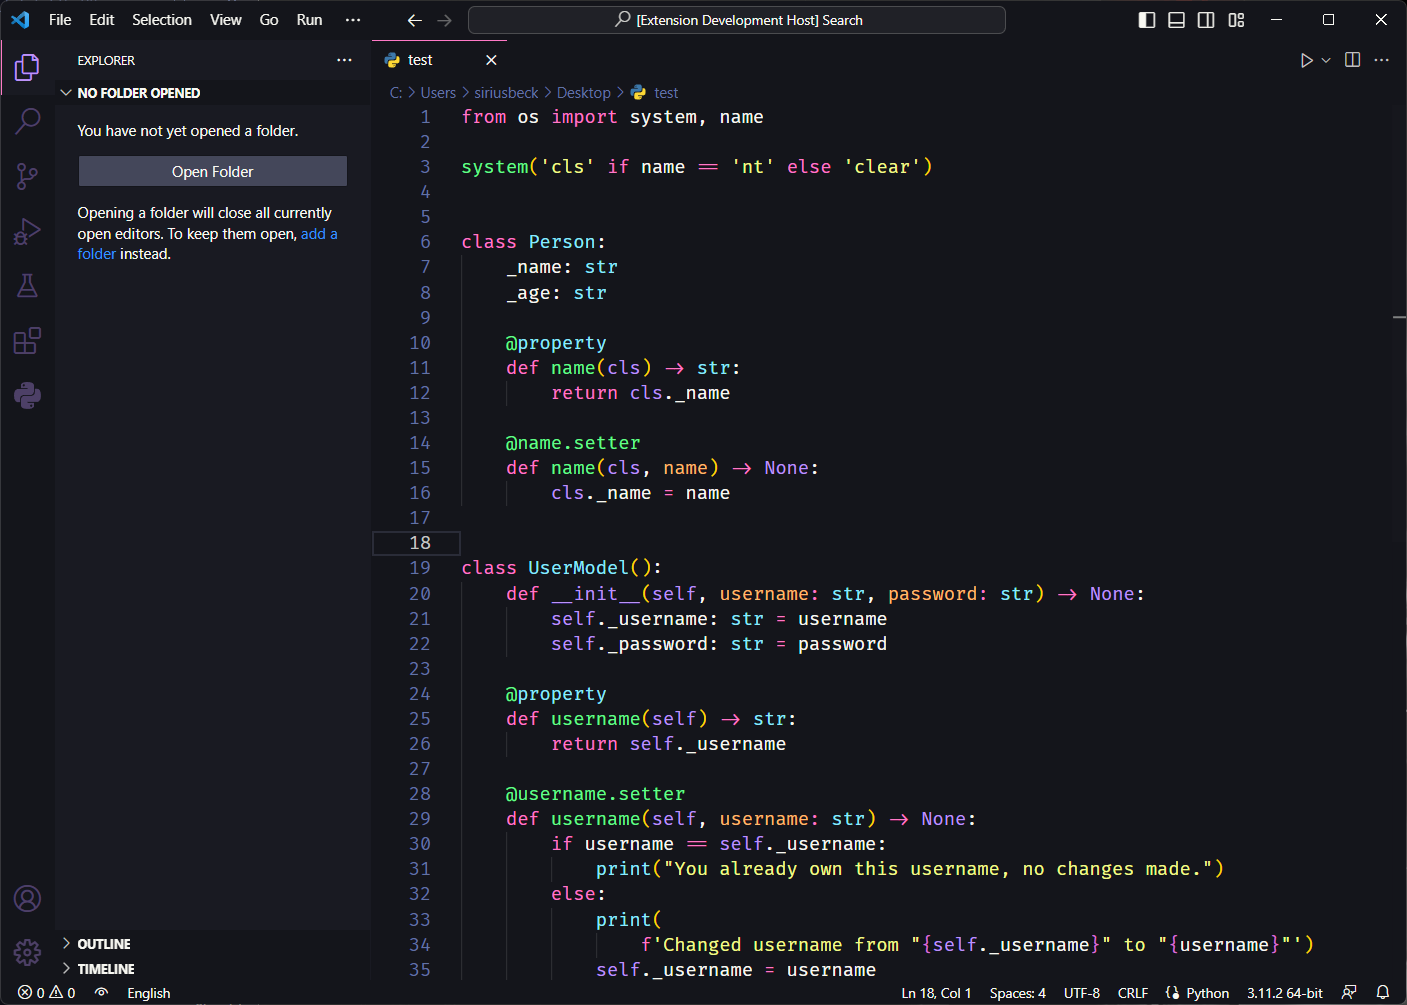 File Edit Selection View Go Run ··· [Extension Development Host] Search
EXPLORER ···
NO FOLDER OPENED
You have not yet opened a folder.
Open Folder
Opening a folder will close all currently
open editors. To keep them open, add a
folder instead.
OUTLINE
TIMELINE
test
C: > Users > siriusbeck > Desktop > test
1 from os import system, name
2
3 system('cls' if name == 'nt' else 'clear')
4
5
6 class Person:
7     _name: str
8     _age: str
9
10     @property
11     def name(cls) -> str:
12         return cls._name
13
14     @name.setter
15     def name(cls, name) -> None:
16         cls._name = name
17
18
19 class UserModel():
20     def __init__(self, username: str, password: str) -> None:
21         self._username: str = username
22         self._password: str = password
23
24     @property
25     def username(self) -> str:
26         return self._username
27
28     @username.setter
29     def username(self, username: str) -> None:
30         if username == self._username:
31             print("You already own this username, no changes made.")
32         else:
33             print(
34                 f'Changed username from "{self._username}" to "{username}"')
35             self._username = username
0 0 English Ln 18, Col 1 Spaces: 4 UTF-8 CRLF Python 3.11.2 64-bit